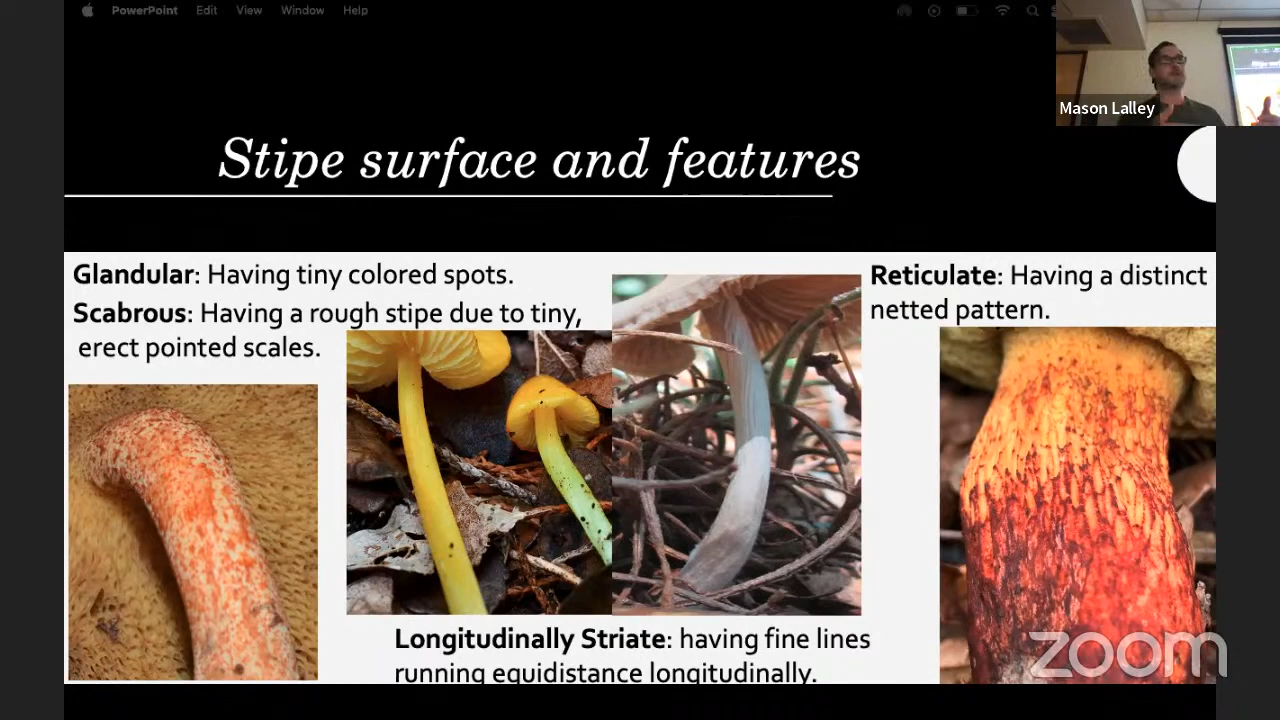 PowerPoint Edit View Window Help
Mason Lalley
Stipe surface and features
Glandular: Having tiny colored spots.
Scabrous: Having a rough stipe due to tiny,
erect pointed scales.
Reticulate: Having a distinct
netted pattern.
Longitudinally Striate: having fine lines
running equidistance longitudinally.
zoom